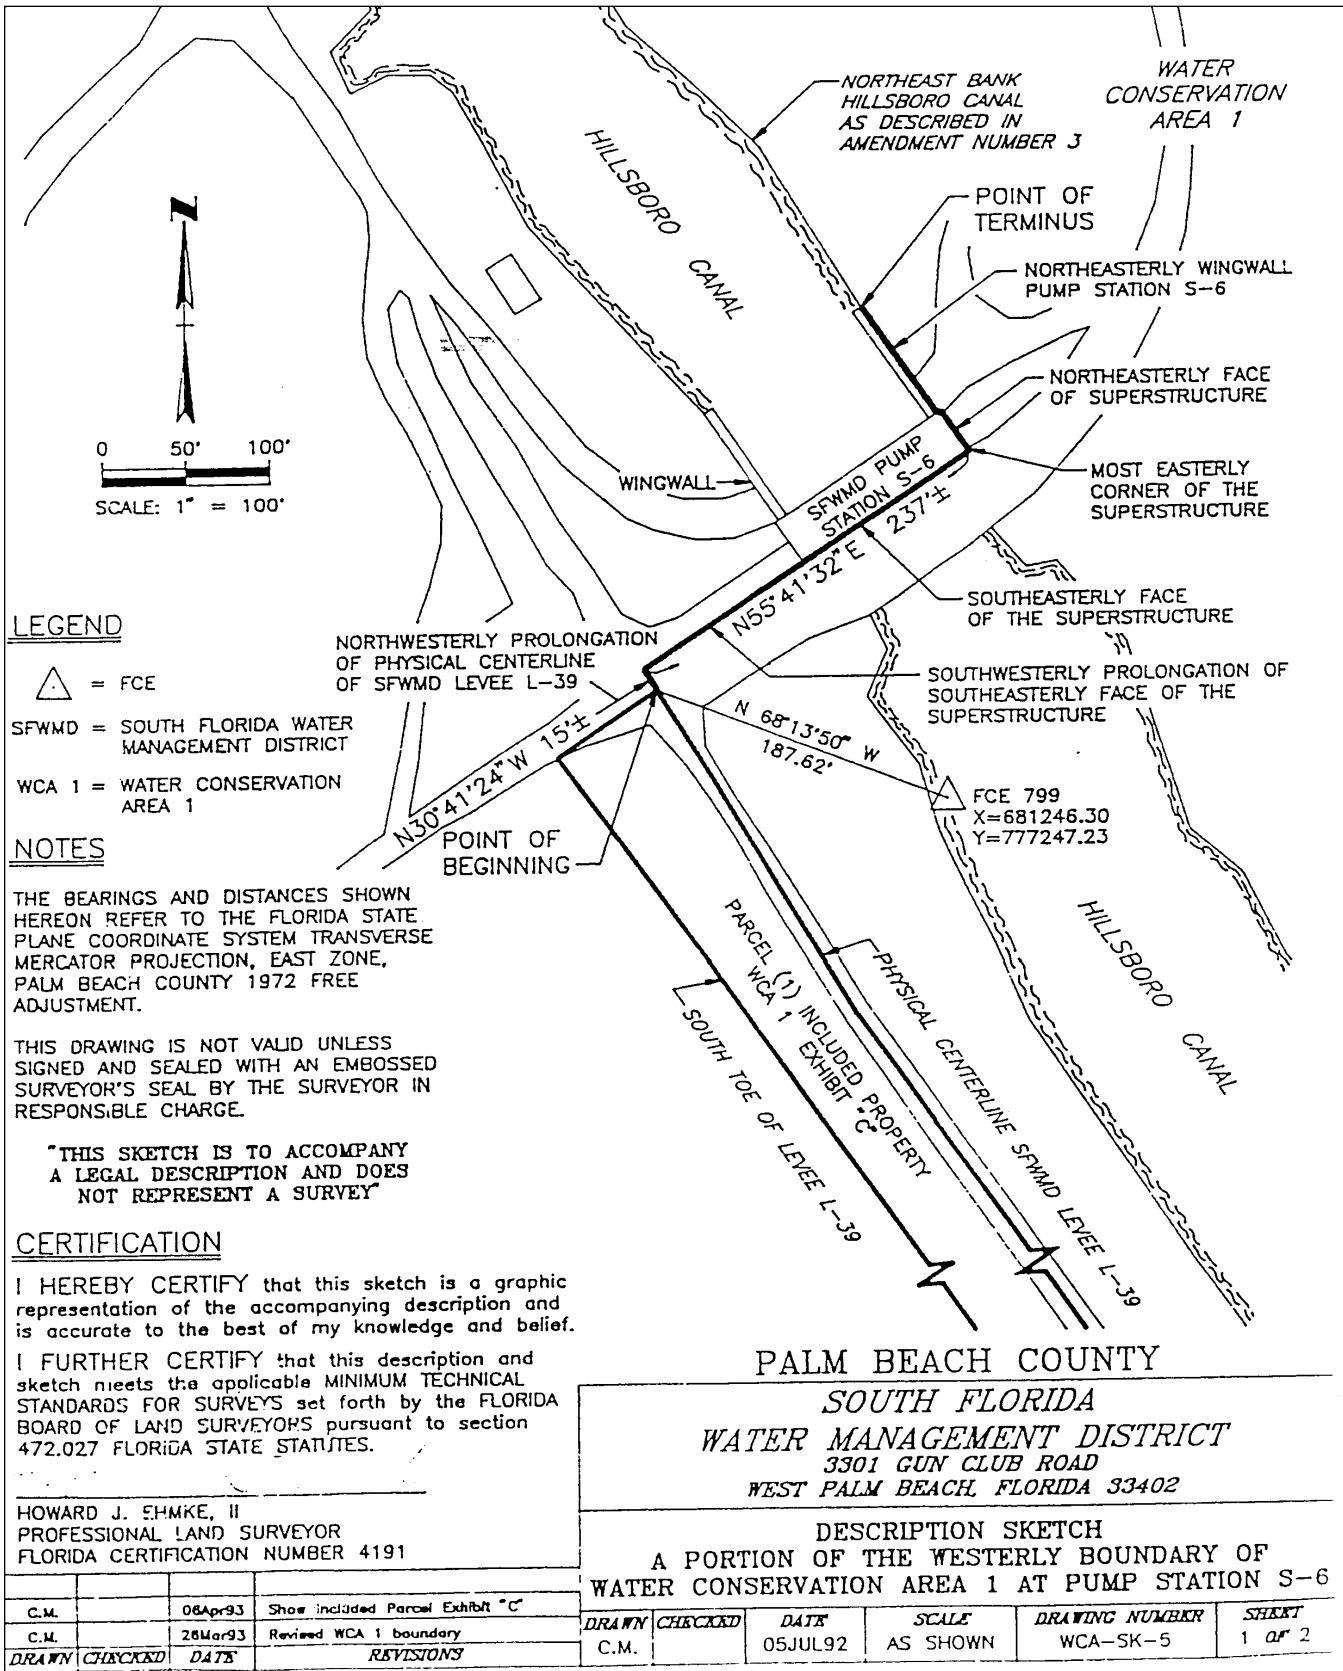 NORTHEAST BANK
HILLSBORO CANAL
AS DESCRIBED IN
AMENDMENT NUMBER 3
WATER
CONSERVATION
AREA 1
HILLSBORO CANAL
POINT OF
TERMINUS
N
NORTHEASTERLY WINGWALL
PUMP STATION S-6
NORTHEASTERLY FACE
OF SUPERSTRUCTURE
0 50' 100'
SCALE: 1" = 100'
WINGWALL
SFWMD PUMP
STATION S-6
MOST EASTERLY
CORNER OF THE
SUPERSTRUCTURE
N55°41'32"E 237'±
SOUTHEASTERLY FACE
OF THE SUPERSTRUCTURE
LEGEND
= FCE
SFWMD = SOUTH FLORIDA WATER
MANAGEMENT DISTRICT
WCA 1 = WATER CONSERVATION
AREA 1
NORTHWESTERLY PROLONGATION
OF PHYSICAL CENTERLINE
OF SFWMD LEVEE L-39
SOUTHWESTERLY PROLONGATION OF
SOUTHEASTERLY FACE OF THE
SUPERSTRUCTURE
N 68°13'50" W
187.62'
N30°41'24"W 15'±
FCE 799
X=681246.30
Y=777247.23
POINT OF
BEGINNING
NOTES
THE BEARINGS AND DISTANCES SHOWN
HEREON REFER TO THE FLORIDA STATE
PLANE COORDINATE SYSTEM TRANSVERSE
MERCATOR PROJECTION, EAST ZONE,
PALM BEACH COUNTY 1972 FREE
ADJUSTMENT.
THIS DRAWING IS NOT VALID UNLESS
SIGNED AND SEALED WITH AN EMBOSSED
SURVEYOR'S SEAL BY THE SURVEYOR IN
RESPONSIBLE CHARGE.
"THIS SKETCH IS TO ACCOMPANY
A LEGAL DESCRIPTION AND DOES
NOT REPRESENT A SURVEY"
PARCEL (1) INCLUDED PROPERTY
WCA 1 EXHIBIT "C"
SOUTH TOE OF LEVEE L-39
PHYSICAL CENTERLINE SFWMD LEVEE L-39
HILLSBORO CANAL
CERTIFICATION
I HEREBY CERTIFY that this sketch is a graphic
representation of the accompanying description and
is accurate to the best of my knowledge and belief.
I FURTHER CERTIFY that this description and
sketch meets the applicable MINIMUM TECHNICAL
STANDARDS FOR SURVEYS set forth by the FLORIDA
BOARD OF LAND SURVEYORS pursuant to section
472.027 FLORIDA STATE STATUTES.
HOWARD J. EHMKE, II
PROFESSIONAL LAND SURVEYOR
FLORIDA CERTIFICATION NUMBER 4191
C.M. 06Apr93 Show included Parcel Exhibit "C"
C.M. 26Mar93 Revised WCA 1 boundary
DRAWN CHECKED DATE REVISIONS
PALM BEACH COUNTY
SOUTH FLORIDA
WATER MANAGEMENT DISTRICT
3301 GUN CLUB ROAD
WEST PALM BEACH, FLORIDA 33402
DESCRIPTION SKETCH
A PORTION OF THE WESTERLY BOUNDARY OF
WATER CONSERVATION AREA 1 AT PUMP STATION S-6
DRAWN CHECKED DATE SCALE DRAWING NUMBER SHEET
C.M. 05JUL92 AS SHOWN WCA-SK-5 1 OF 2